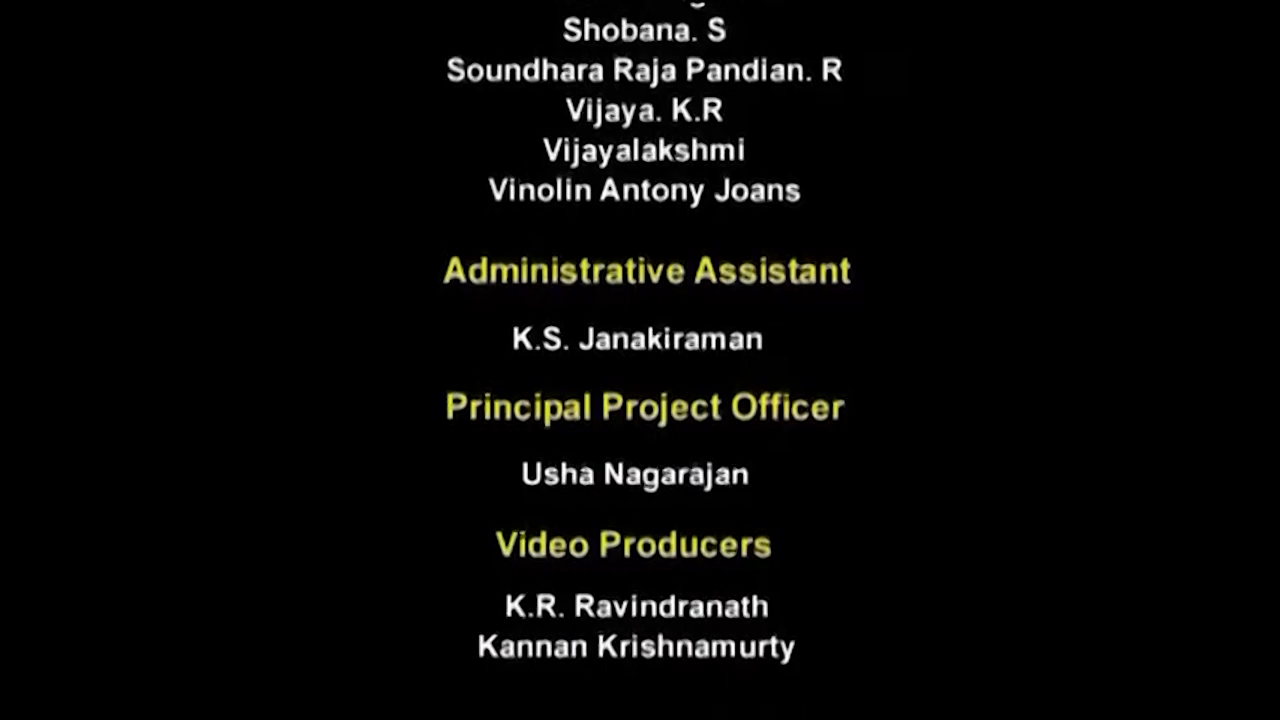 Shobana. S
Soundhara Raja Pandian. R
Vijaya. K.R
Vijayalakshmi
Vinolin Antony Joans
Administrative Assistant
K.S. Janakiraman
Principal Project Officer
Usha Nagarajan
Video Producers
K.R. Ravindranath
Kannan Krishnamurty